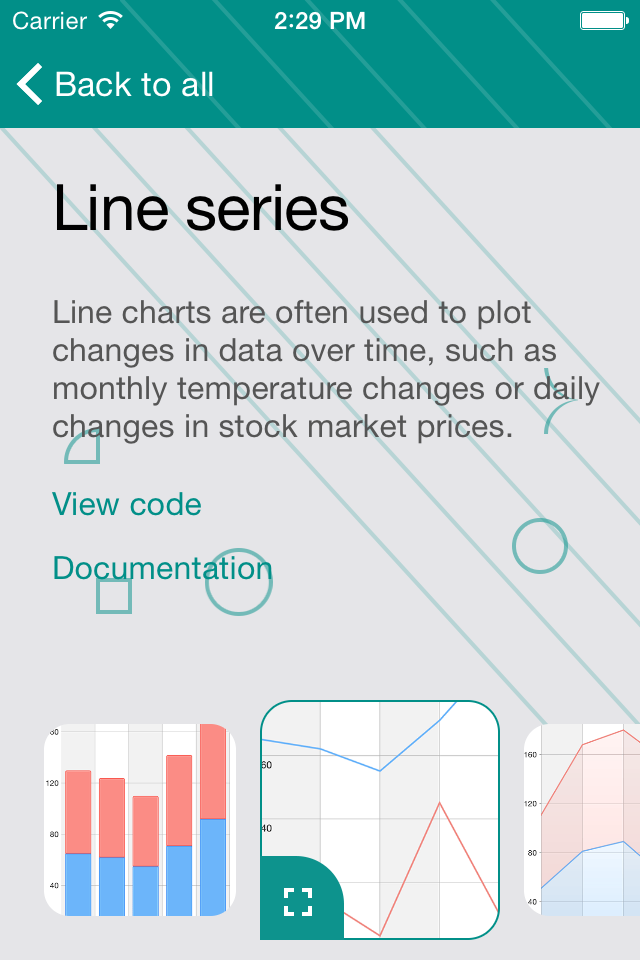 Carrier
2:29 PM
Back to all
Line series
Line charts are often used to plot
changes in data over time, such as
monthly temperature changes or daily
changes in stock market prices.
View code
Documentation
120
80
40
60
40
160
120
80
40